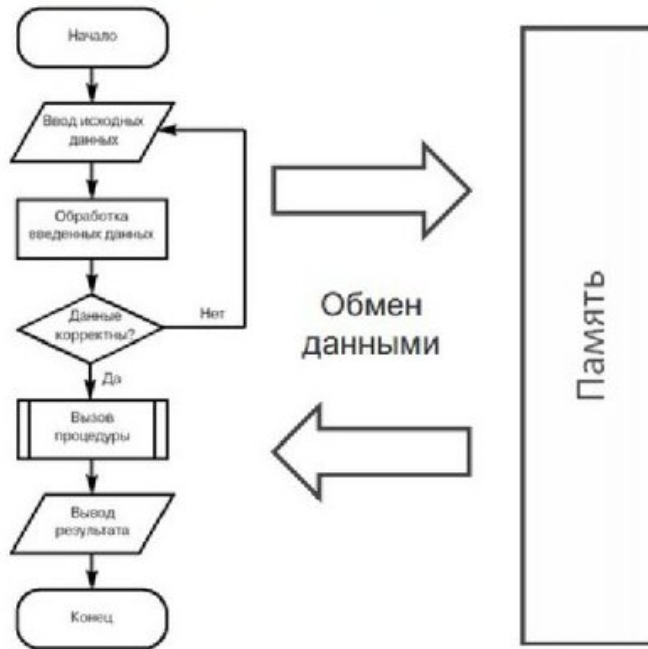 Начало
Ввод исходных
данных
Обработка
введенных данных
Данные
корректны?
Нет
Да
Вызов
процедуры
Вывод
результата
Конец
Обмен
данными
Память